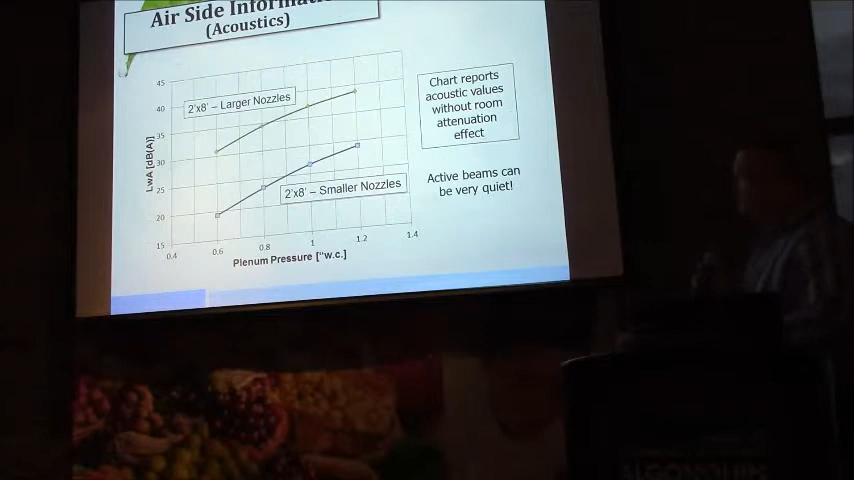 Air Side
(Acoustics)
45
40
35
30
25
20
15
LwA [dB(A)]
2'x8' – Larger Nozzles
2'x8' – Smaller Nozzles
0.4
0.6
0.8
1
1.2
1.4
Plenum Pressure ["w.c.]
Chart reports
acoustic values
without room
attenuation
effect
Active beams can
be very quiet!
ALGONQUIN